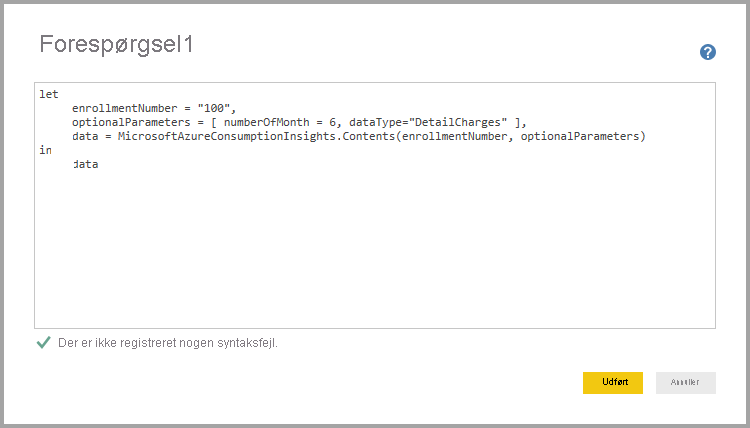 Forespørgsel1
?
let
enrollmentNumber = "100",
optionalParameters = [ numberOfMonth = 6, dataType="DetailCharges" ],
data = MicrosoftAzureConsumptionInsights.Contents(enrollmentNumber, optionalParameters)
in
data
Der er ikke registreret nogen syntaksfejl.
Udført
Annuller